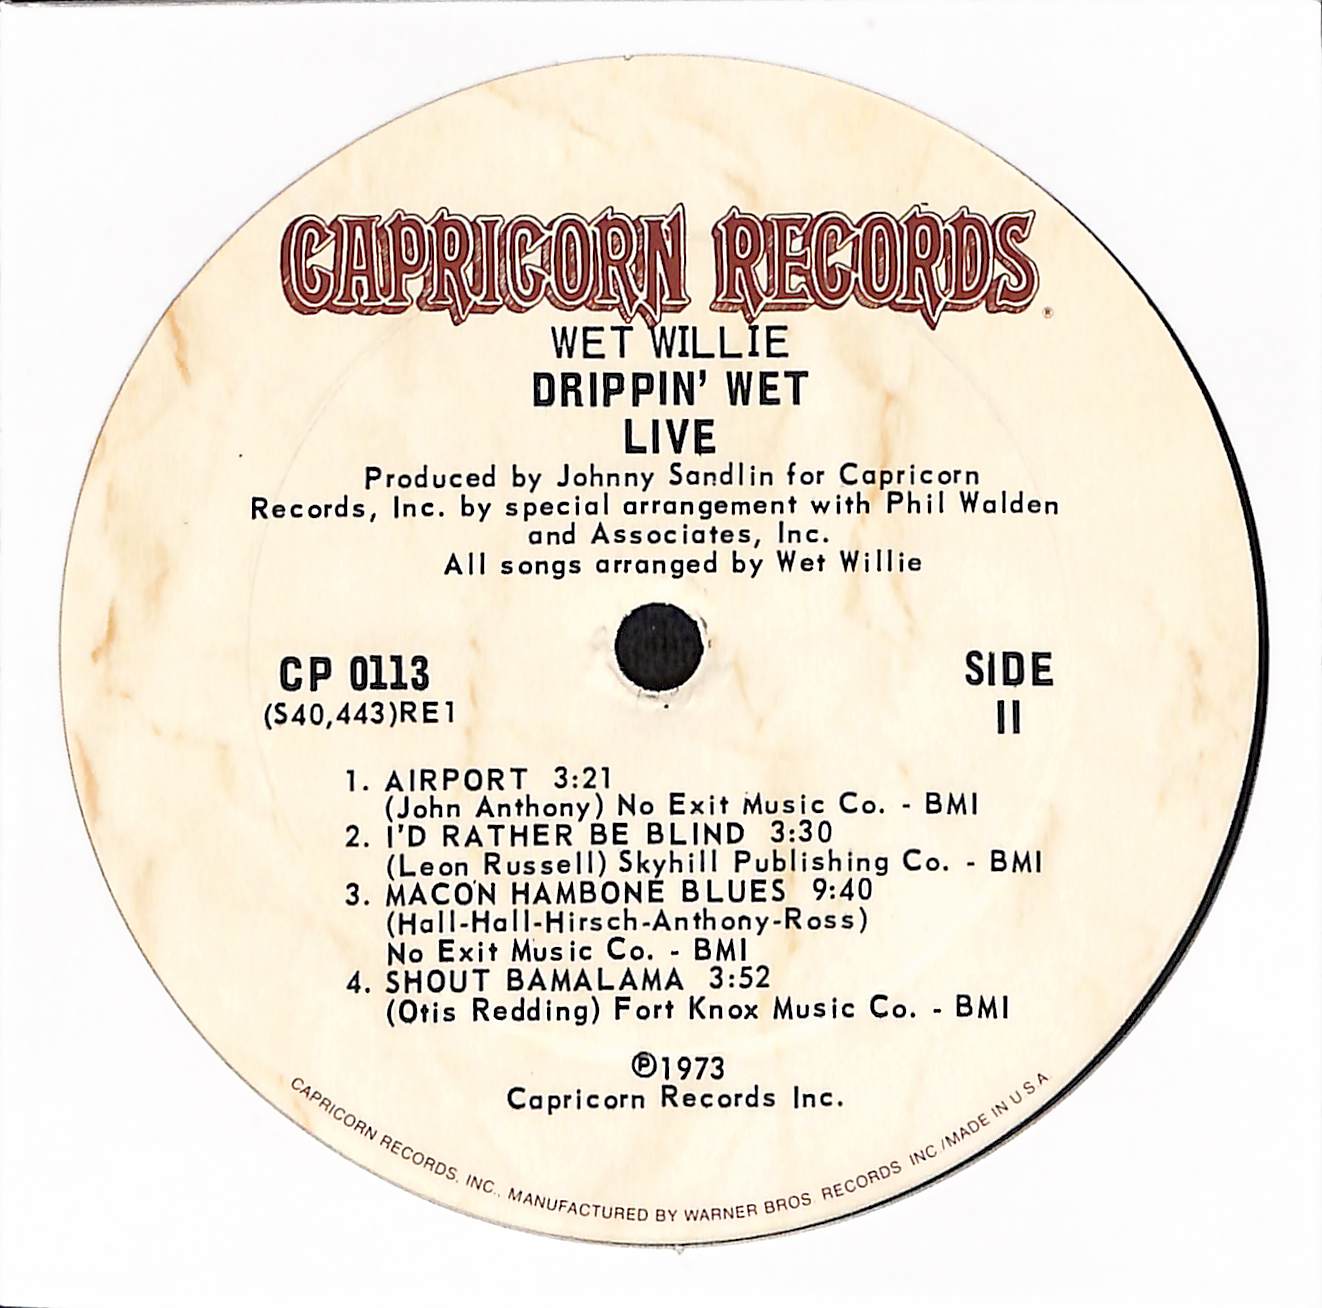 CAPRICORN RECORDS®
WET WILLIE
DRIPPIN' WET
LIVE
Produced by Johnny Sandlin for Capricorn
Records, Inc. by special arrangement with Phil Walden
and Associates, Inc.
All songs arranged by Wet Willie
CP 0113
(S40,443)RE1
SIDE
II
1. AIRPORT 3:21
(John Anthony) No Exit Music Co. - BMI
2. I'D RATHER BE BLIND 3:30
(Leon Russell) Skyhill Publishing Co. - BMI
3. MACON HAMBONE BLUES 9:40
(Hall-Hall-Hirsch-Anthony-Ross)
No Exit Music Co. - BMI
4. SHOUT BAMALAMA 3:52
(Otis Redding) Fort Knox Music Co. - BMI
℗1973
Capricorn Records Inc.
CAPRICORN RECORDS, INC., MANUFACTURED BY WARNER BROS. RECORDS INC./MADE IN U.S.A.